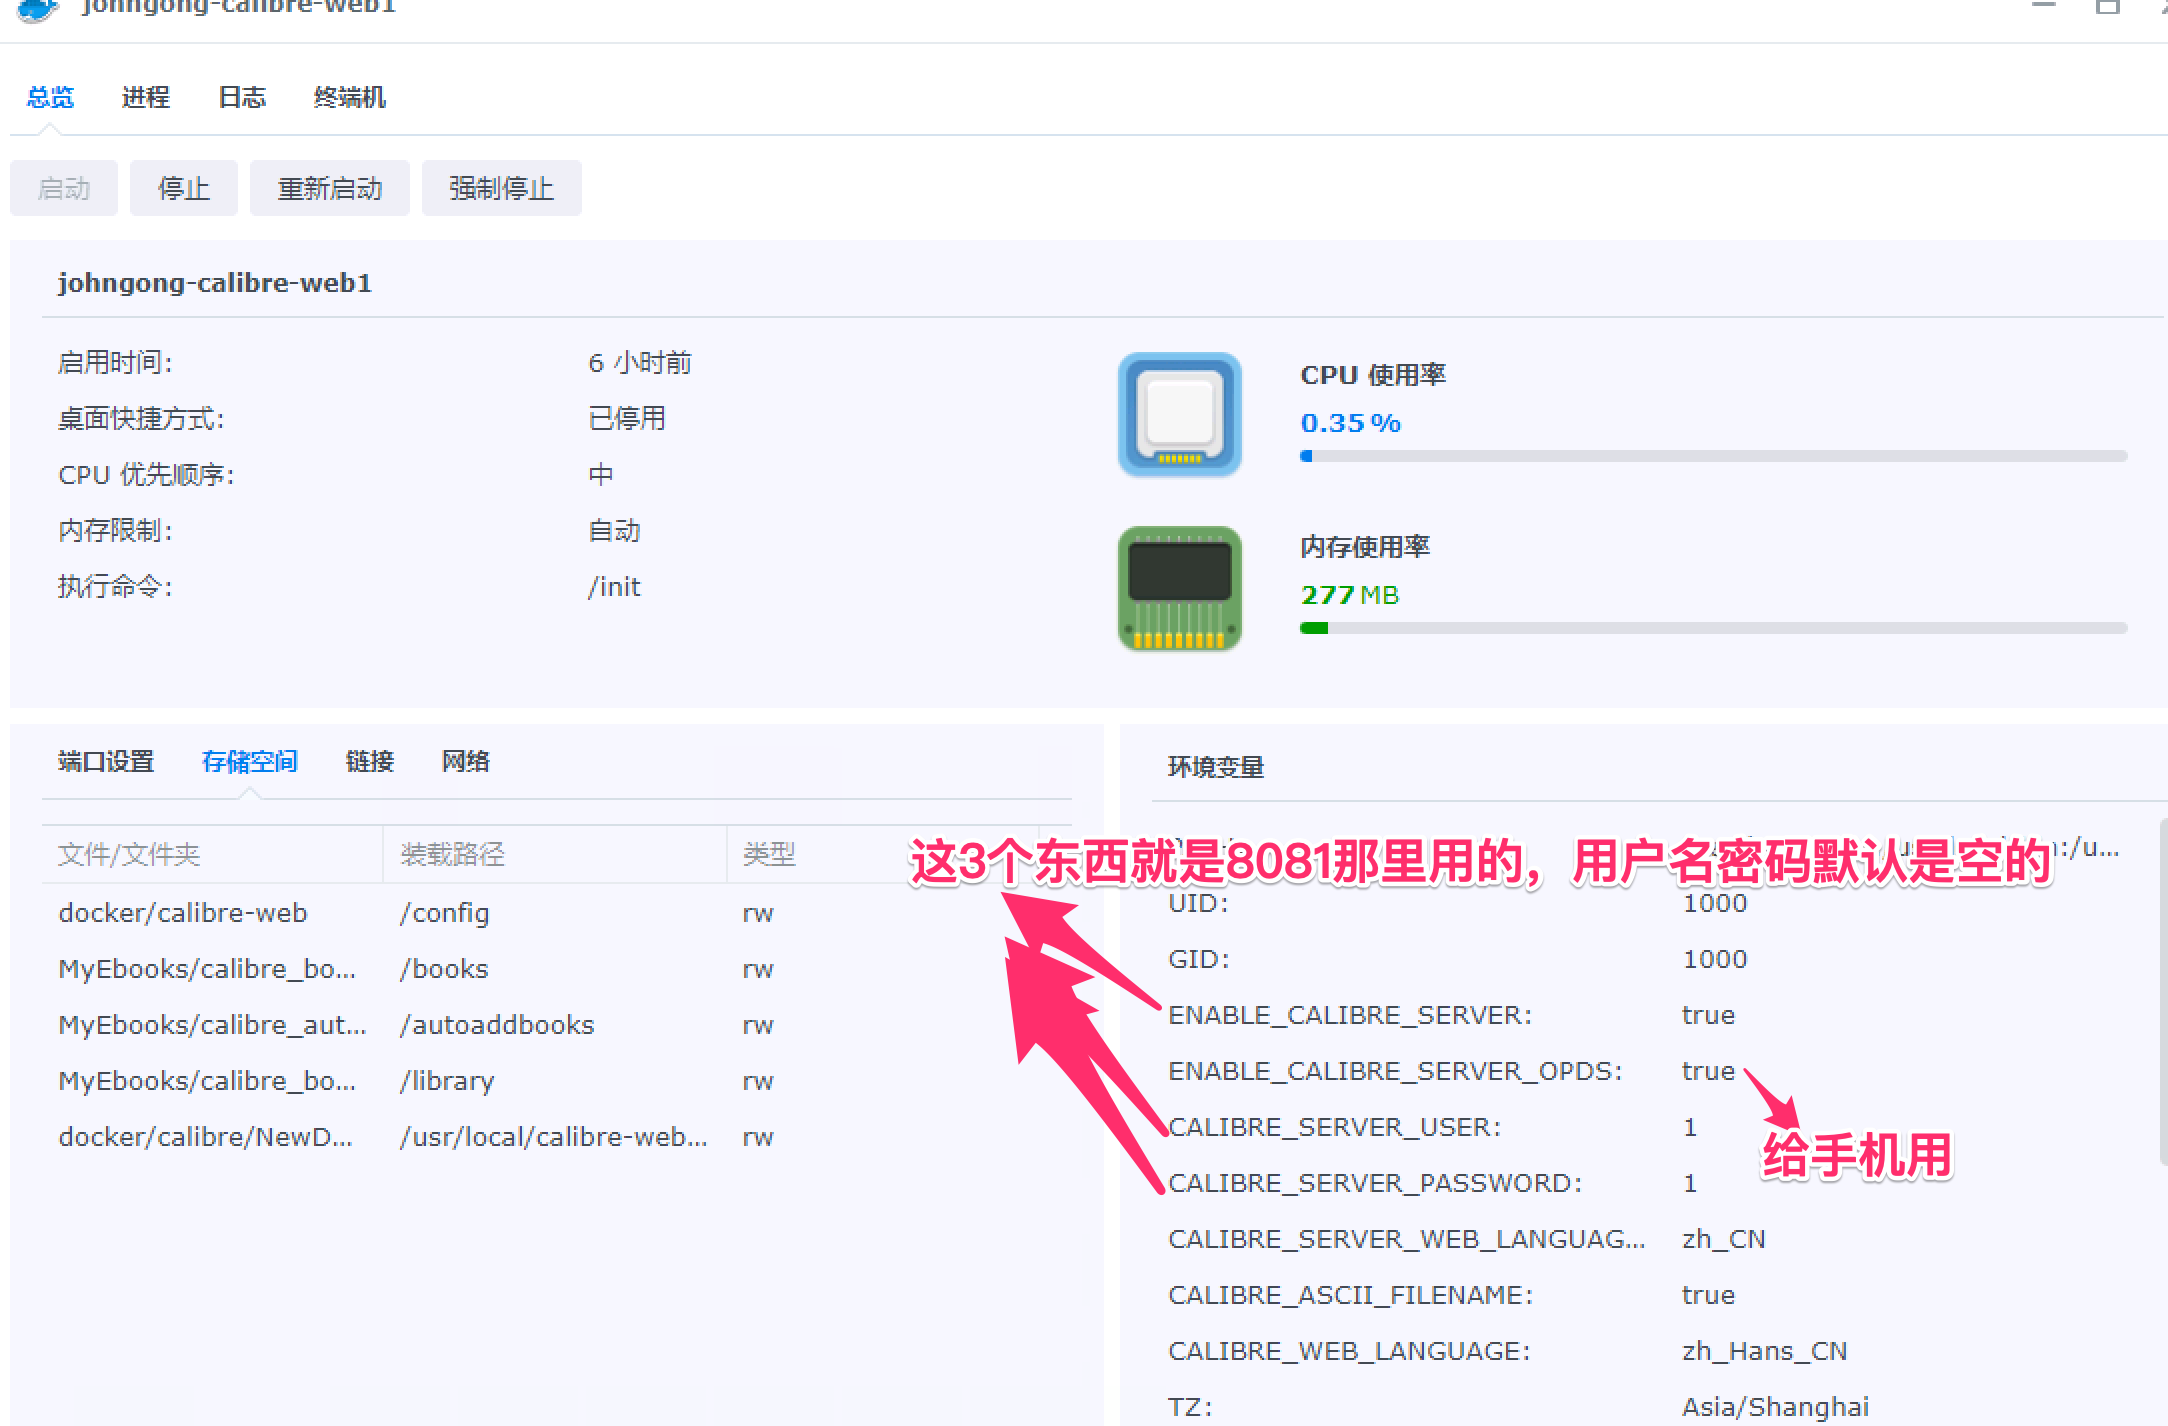 johngong-calibre-web1
总览 进程 日志 终端机
启动 停止 重新启动 强制停止
johngong-calibre-web1
启用时间: 6 小时前
桌面快捷方式: 已停用
CPU 优先顺序: 中
内存限制: 自动
执行命令: /init
CPU 使用率
0.35 %
内存使用率
277 MB
端口设置 存储空间 链接 网络
文件/文件夹 装载路径 类型
docker/calibre-web /config rw
MyEbooks/calibre_bo... /books rw
MyEbooks/calibre_aut... /autoaddbooks rw
MyEbooks/calibre_bo... /library rw
docker/calibre/NewD... /usr/local/calibre-web... rw
环境变量
这3个东西就是8081那里用的，用户名密码默认是空的
:/u...
UID: 1000
GID: 1000
ENABLE_CALIBRE_SERVER: true
ENABLE_CALIBRE_SERVER_OPDS: true
给手机用
CALIBRE_SERVER_USER: 1
CALIBRE_SERVER_PASSWORD: 1
CALIBRE_SERVER_WEB_LANGUAG... zh_CN
CALIBRE_ASCII_FILENAME: true
CALIBRE_WEB_LANGUAGE: zh_Hans_CN
TZ: Asia/Shanghai